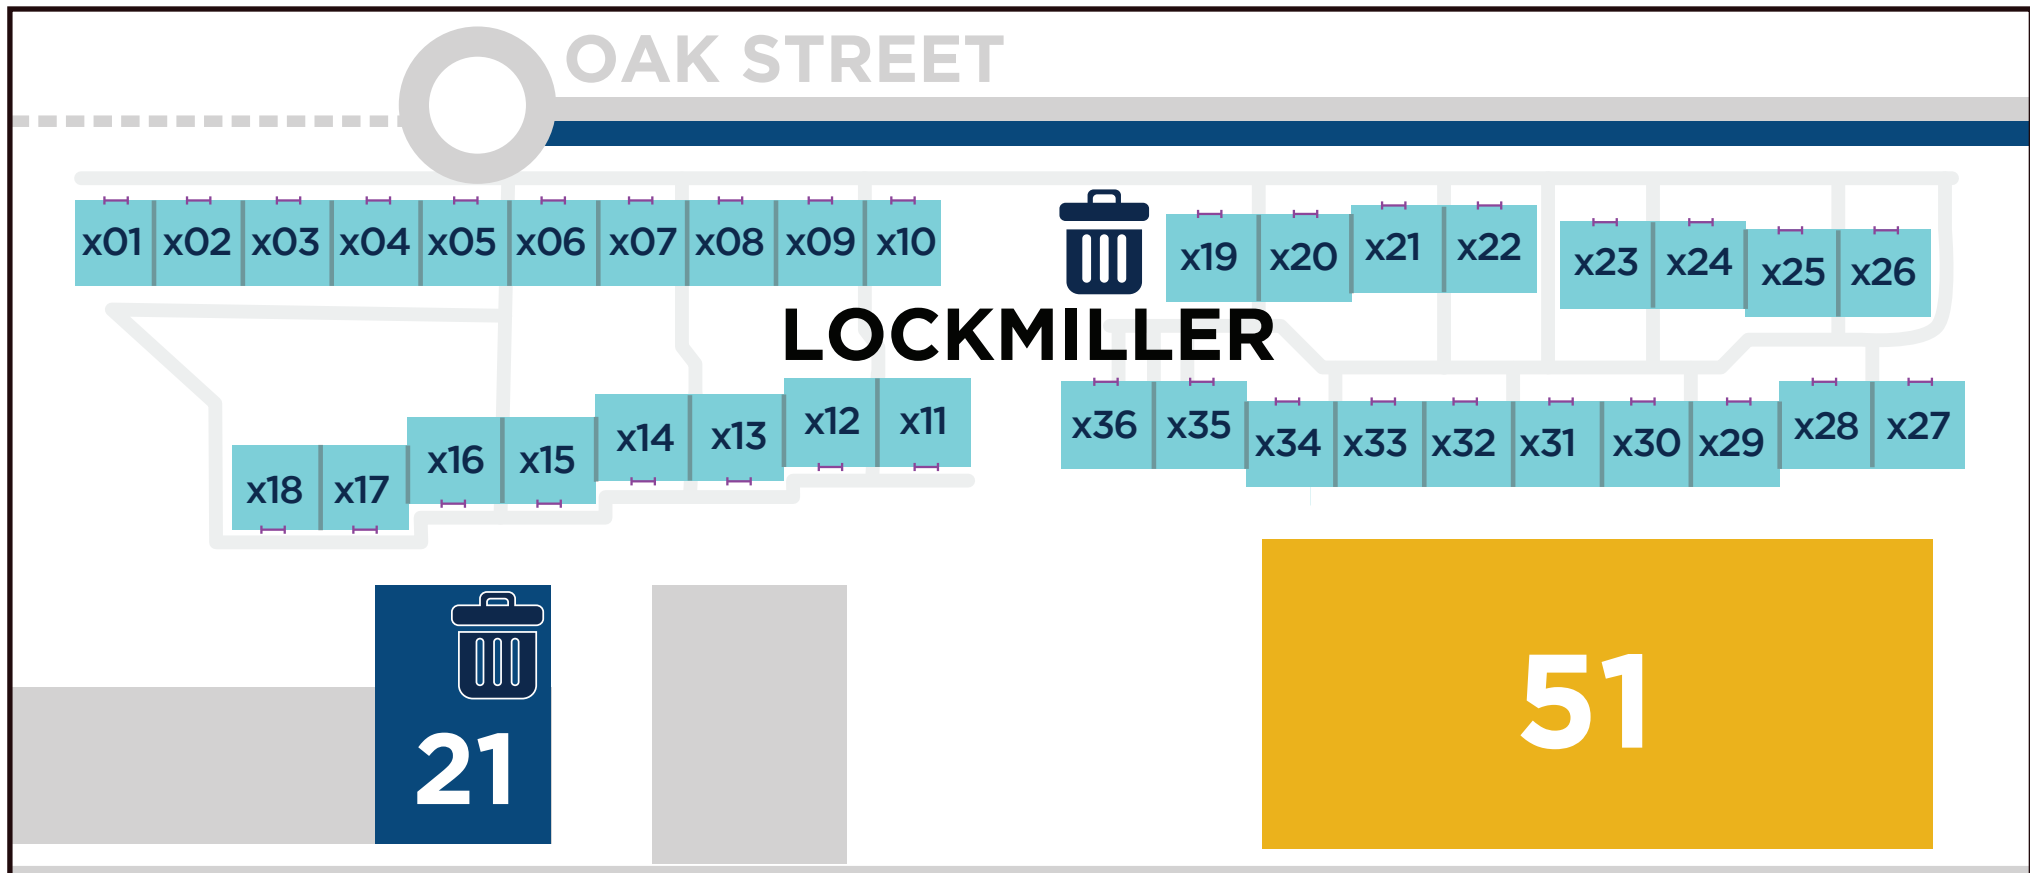 OAK STREET
x01 x02 x03 x04 x05 x06 x07 x08 x09 x10
x19 x20 x21 x22 x23 x24 x25 x26
LOCKMILLER
x18 x17 x16 x15 x14 x13 x12 x11
x36 x35 x34 x33 x32 x31 x30 x29 x28 x27
21
51